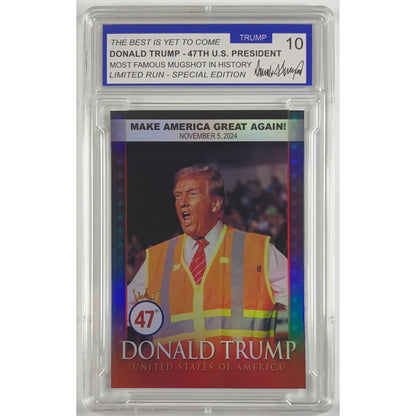 THE BEST IS YET TO COME
DONALD TRUMP - 47TH U.S. PRESIDENT
MOST FAMOUS MUGSHOT IN HISTORY
LIMITED RUN - SPECIAL EDITION
TRUMP
10
MAKE AMERICA GREAT AGAIN!
NOVEMBER 5, 2024
47
DONALD TRUMP
UNITED STATES OF AMERICA